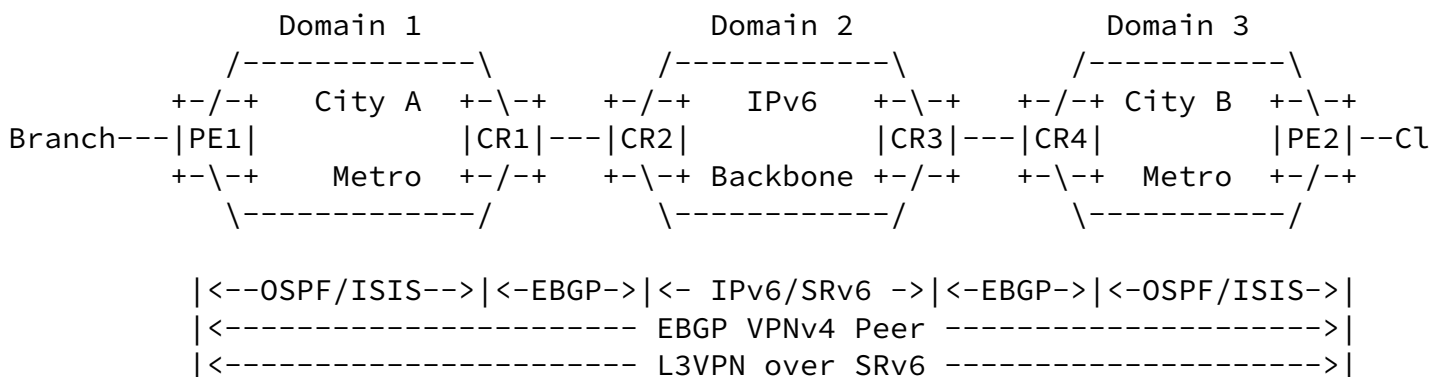 Domain 1 Domain 2 Domain 3
/-------------\ /------------\ /-----------\
+-/-+ City A +-\-+ +-/-+ IPv6 +-\-+ +-/-+ City B +-\-+
Branch---|PE1| |CR1|---|CR2| |CR3|---|CR4| |PE2|--Cl
+-\-+ Metro +-/-+ +-\-+ Backbone +-/-+ +-\-+ Metro +-/-+
\-------------/ \------------/ \-----------/
|<--OSPF/ISIS-->|<-EBGP->|<- IPv6/SRv6 ->|<-EBGP->|<-OSPF/ISIS->|
|<----------------------- EBGP VPNv4 Peer --------------------->|
|<----------------------- L3VPN over SRv6 --------------------->|